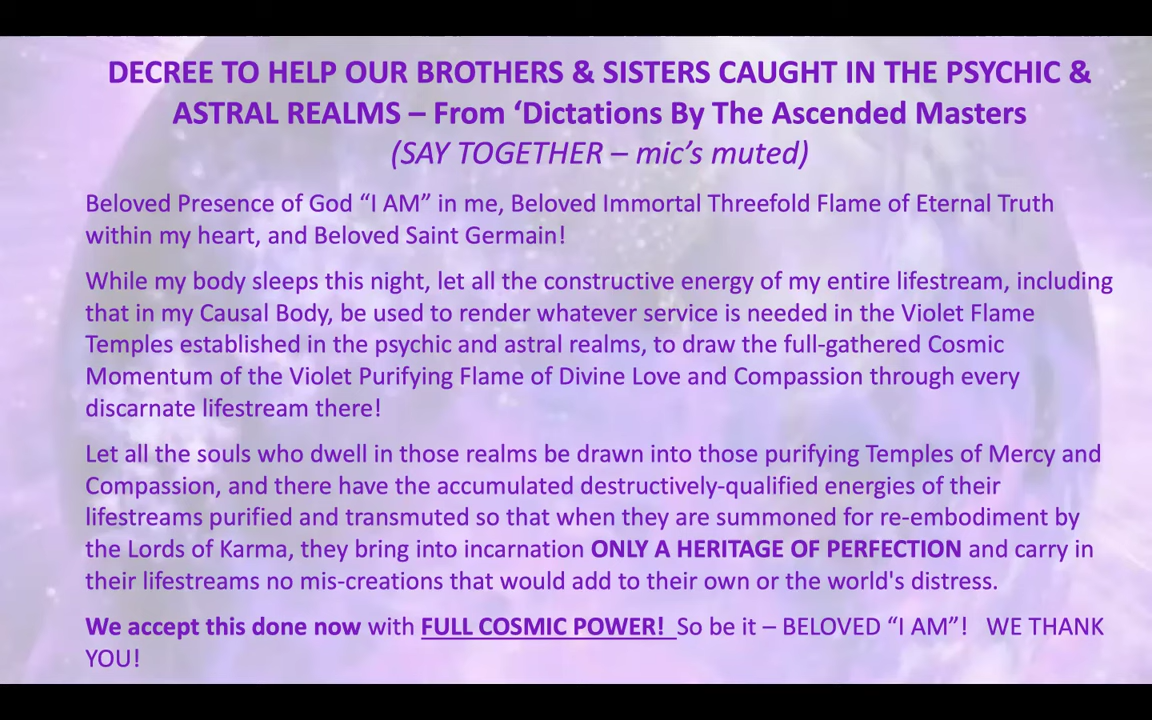 DECREE TO HELP OUR BROTHERS & SISTERS CAUGHT IN THE PSYCHIC &
ASTRAL REALMS – From ‘Dictations By The Ascended Masters
(SAY TOGETHER – mic’s muted)
Beloved Presence of God “I AM” in me, Beloved Immortal Threefold Flame of Eternal Truth
within my heart, and Beloved Saint Germain!
While my body sleeps this night, let all the constructive energy of my entire lifestream, including
that in my Causal Body, be used to render whatever service is needed in the Violet Flame
Temples established in the psychic and astral realms, to draw the full-gathered Cosmic
Momentum of the Violet Purifying Flame of Divine Love and Compassion through every
discarnate lifestream there!
Let all the souls who dwell in those realms be drawn into those purifying Temples of Mercy and
Compassion, and there have the accumulated destructively-qualified energies of their
lifestreams purified and transmuted so that when they are summoned for re-embodiment by
the Lords of Karma, they bring into incarnation ONLY A HERITAGE OF PERFECTION and carry in
their lifestreams no mis-creations that would add to their own or the world's distress.
We accept this done now with FULL COSMIC POWER! So be it – BELOVED “I AM”! WE THANK
YOU!